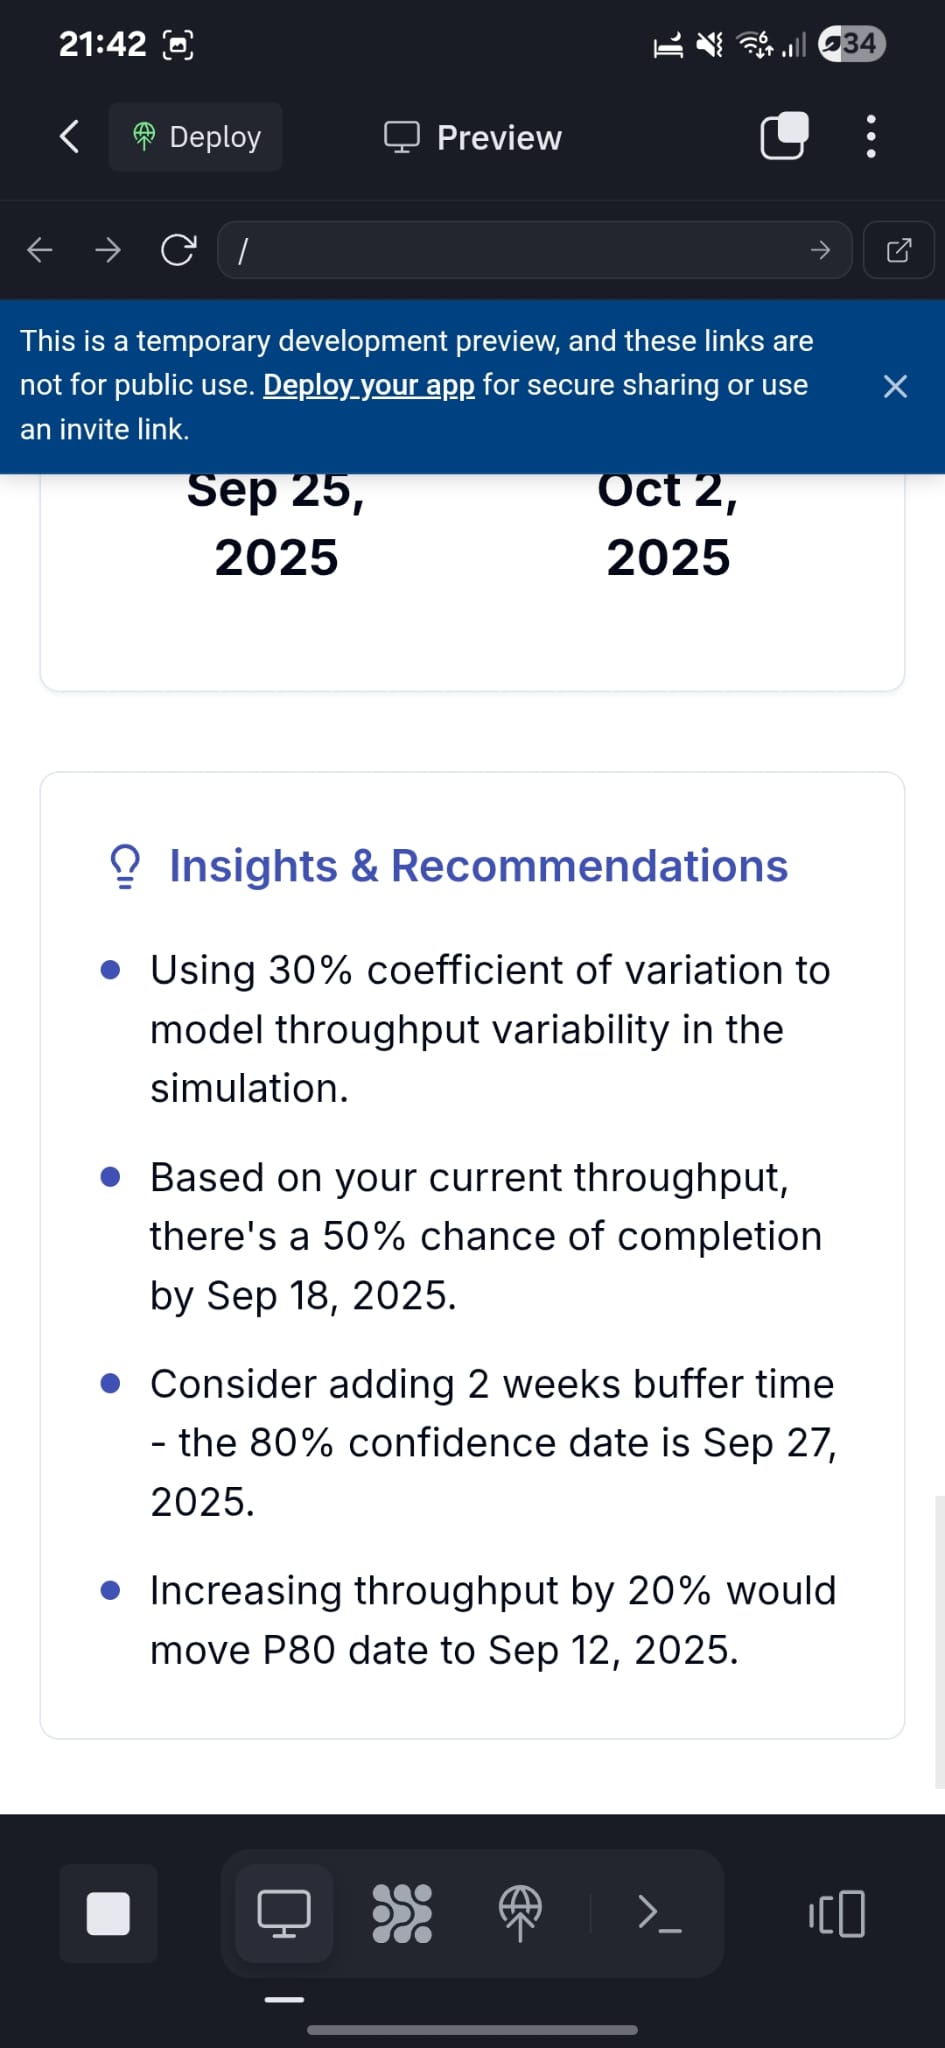 21:42
6
34
Deploy
Preview
/
This is a temporary development preview, and these links are
not for public use. Deploy your app for secure sharing or use
an invite link.
Sep 25,
2025
Oct 2,
2025
Insights & Recommendations
Using 30% coefficient of variation to
model throughput variability in the
simulation.
Based on your current throughput,
there's a 50% chance of completion
by Sep 18, 2025.
Consider adding 2 weeks buffer time
- the 80% confidence date is Sep 27,
2025.
Increasing throughput by 20% would
move P80 date to Sep 12, 2025.